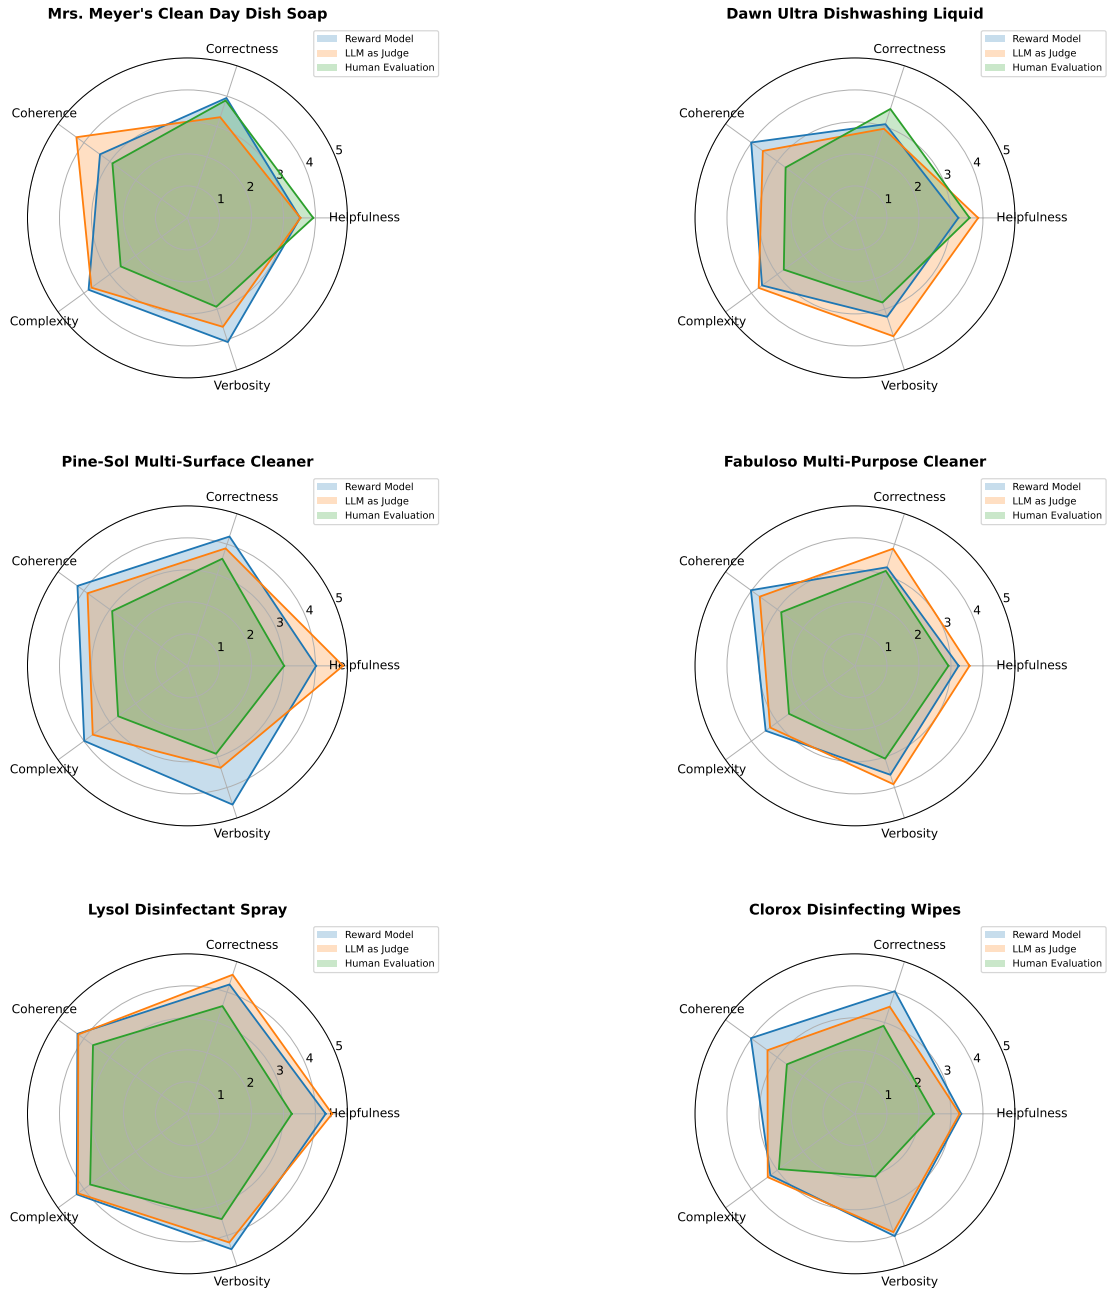 Mrs. Meyer's Clean Day Dish Soap
Correctness
Reward Model
LLM as Judge
Human Evaluation
Coherence
5
4
3
2
1
Helpfulness
Complexity
Verbosity
Dawn Ultra Dishwashing Liquid
Correctness
Reward Model
LLM as Judge
Human Evaluation
Coherence
5
4
3
2
1
Helpfulness
Complexity
Verbosity
Pine-Sol Multi-Surface Cleaner
Correctness
Reward Model
LLM as Judge
Human Evaluation
Coherence
5
4
3
2
1
Helpfulness
Complexity
Verbosity
Fabuloso Multi-Purpose Cleaner
Correctness
Reward Model
LLM as Judge
Human Evaluation
Coherence
5
4
3
2
1
Helpfulness
Complexity
Verbosity
Lysol Disinfectant Spray
Correctness
Reward Model
LLM as Judge
Human Evaluation
Coherence
5
4
3
2
1
Helpfulness
Complexity
Verbosity
Clorox Disinfecting Wipes
Correctness
Reward Model
LLM as Judge
Human Evaluation
Coherence
5
4
3
2
1
Helpfulness
Complexity
Verbosity